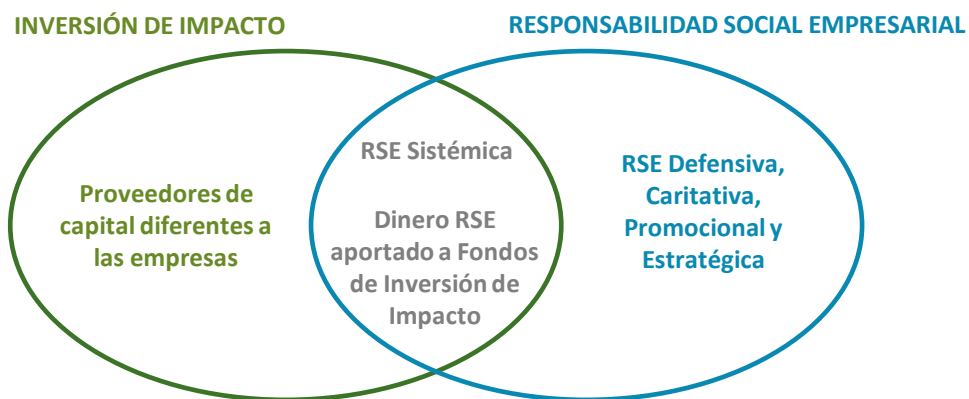 INVERSIÓN DE IMPACTO
RESPONSABILIDAD SOCIAL EMPRESARIAL
Proveedores de
capital diferentes a
las empresas
RSE Sistémica
Dinero RSE
aportado a Fondos
de Inversión de
Impacto
RSE Defensiva,
Caritativa,
Promocional y
Estratégica